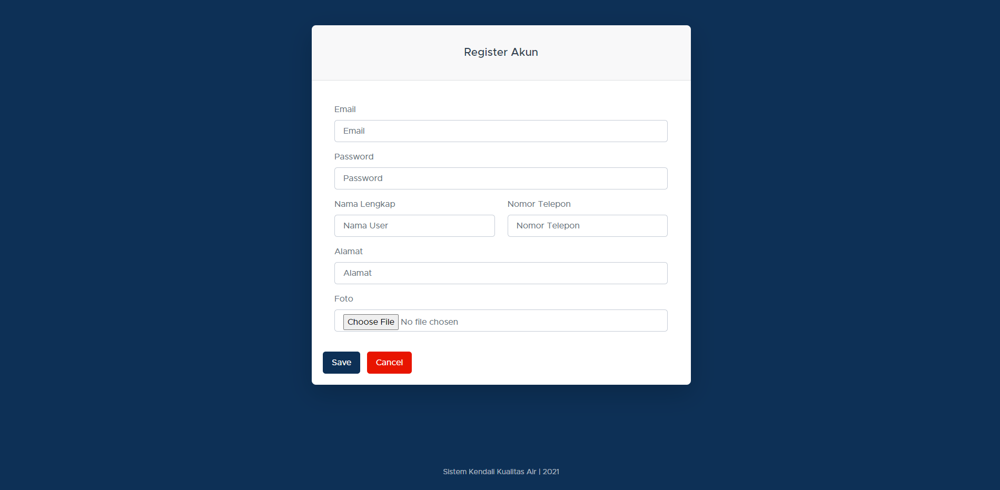 Register Akun
Email
Email
Password
Password
Nama Lengkap Nomor Telepon
Nama User Nomor Telepon
Alamat
Alamat
Foto
Choose File No file chosen
Save Cancel
Sistem Kendali Kualitas Air | 2021